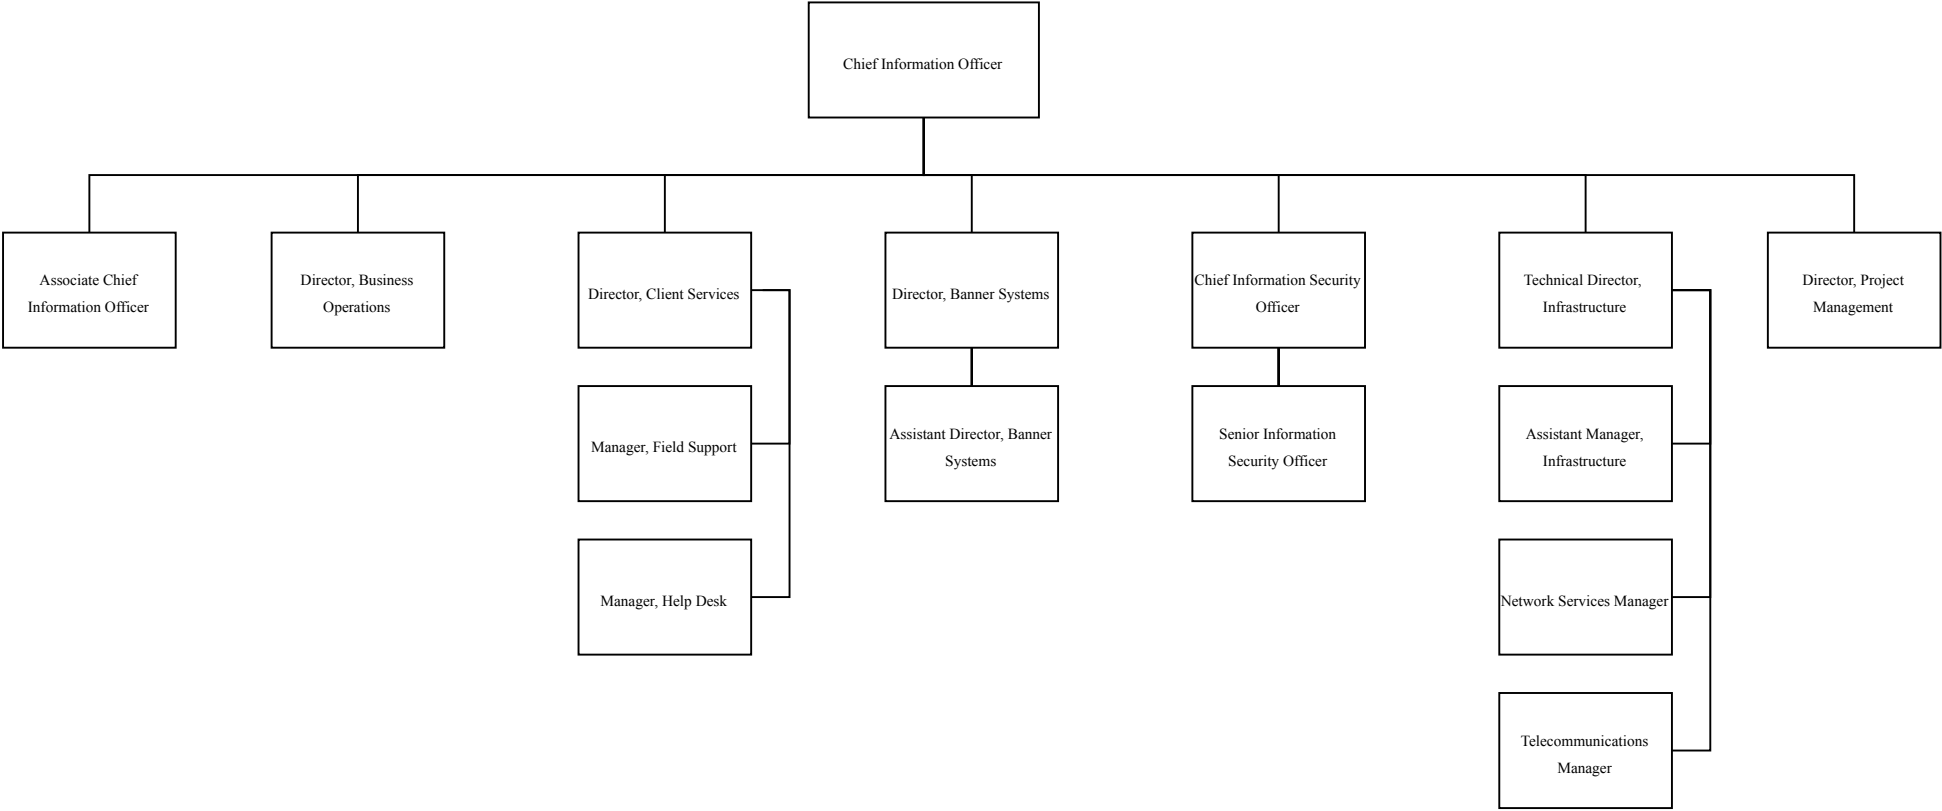 Chief Information Officer
Associate Chief
Information Officer
Director, Business
Operations
Director, Client Services
Director, Banner Systems
Chief Information Security
Officer
Technical Director,
Infrastructure
Director, Project
Management
Manager, Field Support
Assistant Director, Banner
Systems
Senior Information
Security Officer
Assistant Manager,
Infrastructure
Manager, Help Desk
Network Services Manager
Telecommunications
Manager